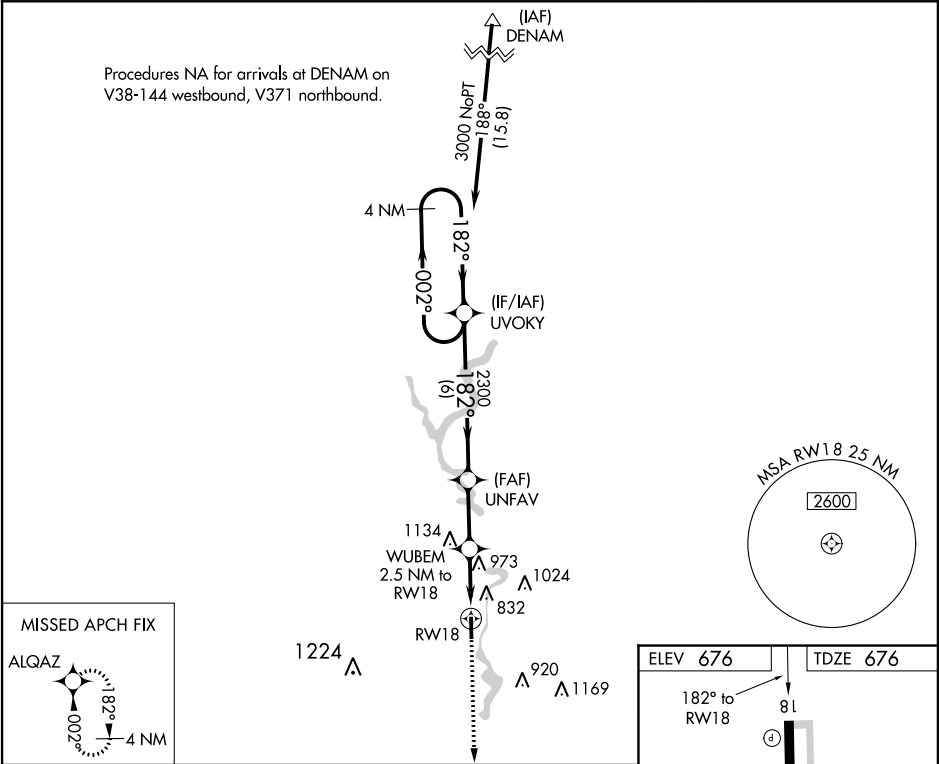 (IAF)
DENAM
Procedures NA for arrivals at DENAM on
V38-144 westbound, V371 northbound.
3000 NoPT
188°
(15.8)
4 NM
182°
002°
(IF/IAF)
UVOKY
2300
182°
(6)
(FAF)
UNFAV
MSA RW18 25 NM
2600
1134
WUBEM
2.5 NM to
RW18
973
1024
832
RW18
MISSED APCH FIX
ALQAZ
182°
002°
4 NM
1224
920
1169
ELEV 676
TDZE 676
182° to
RW18
18
P